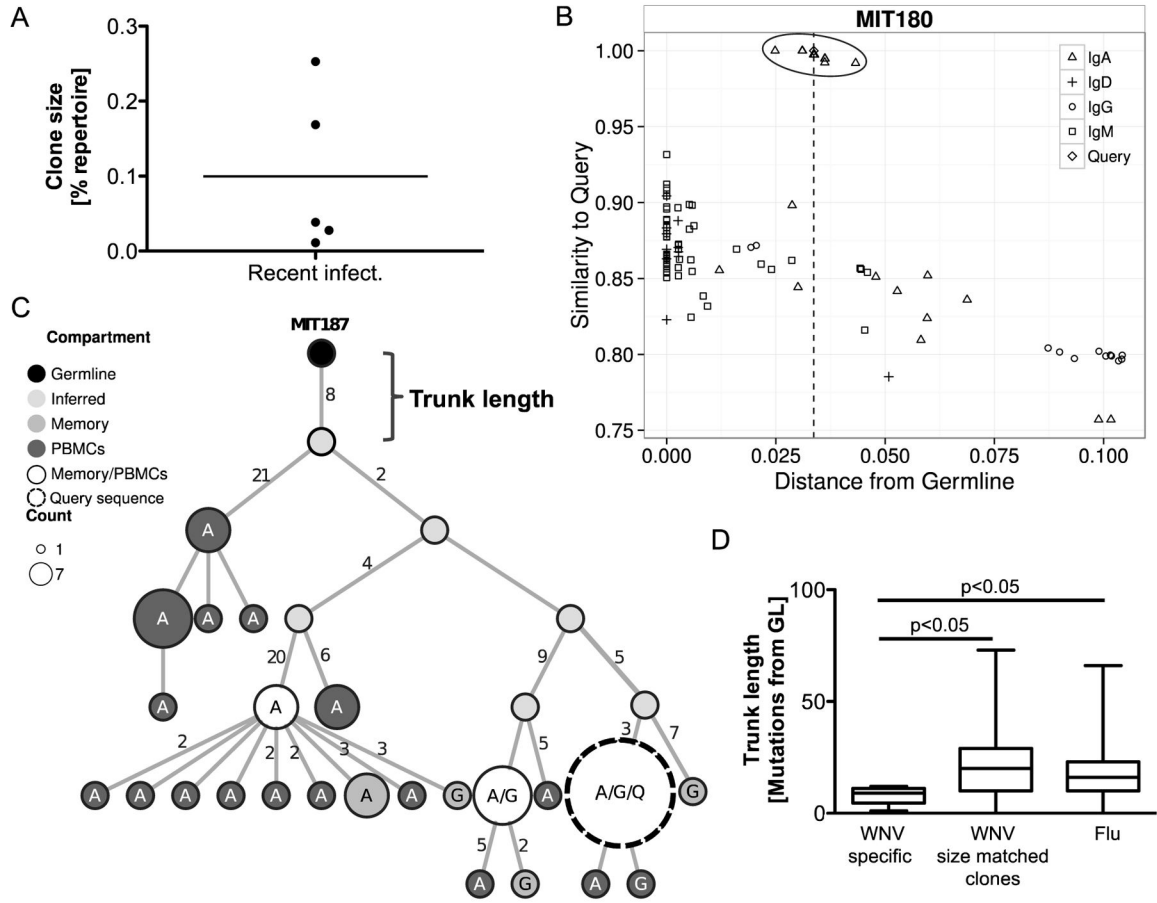 A
0.3
0.2
0.1
0.0
Clone size
[% repertoire]
Recent infect.
B
MIT180
1.00
0.95
0.90
0.85
0.80
0.75
Similarity to Query
0.000
0.025
0.050
0.075
0.100
Distance from Germline
IgA
IgD
IgG
IgM
Query
C
MIT187
Compartment
Germline
Inferred
Memory
PBMCs
Memory/PBMCs
Query sequence
Count
1
7
Trunk length
8
21
2
A
4
A
A
A
20
6
9
5
A
A
A
3
7
2
2
2
3
3
5
A
A
A
A
A
A
A
A
G
A/G
A
A/G/Q
G
5
2
A
G
A
G
D
100
50
0
Trunk length
[Mutations from GL]
p<0.05
p<0.05
WNV
specific
WNV
size matched
clones
Flu